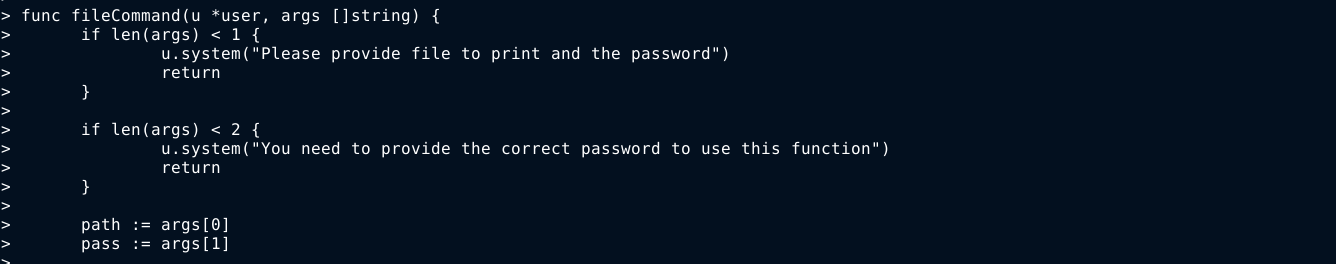 > func fileCommand(u *user, args []string) {
>       if len(args) < 1 {
>               u.system("Please provide file to print and the password")
>               return
>       }
>
>       if len(args) < 2 {
>               u.system("You need to provide the correct password to use this function")
>               return
>       }
>
>       path := args[0]
>       pass := args[1]
>